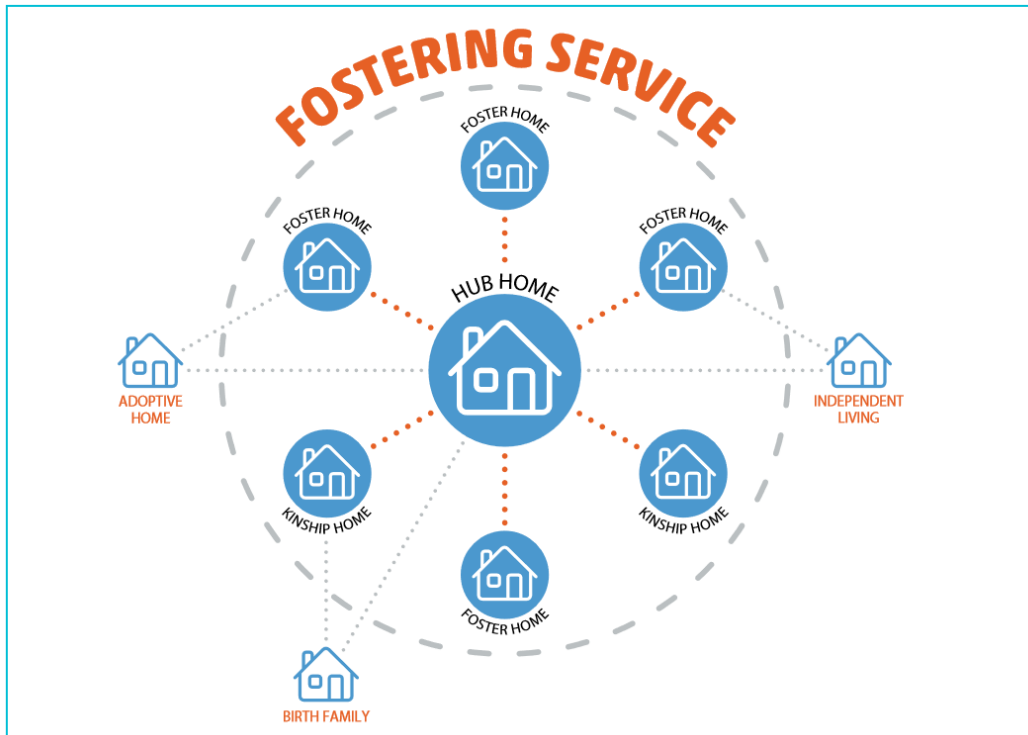 FOSTERING SERVICE
FOSTER HOME
FOSTER HOME
FOSTER HOME
HUB HOME
ADOPTIVE
HOME
INDEPENDENT
LIVING
KINSHIP HOME
KINSHIP HOME
FOSTER HOME
BIRTH FAMILY